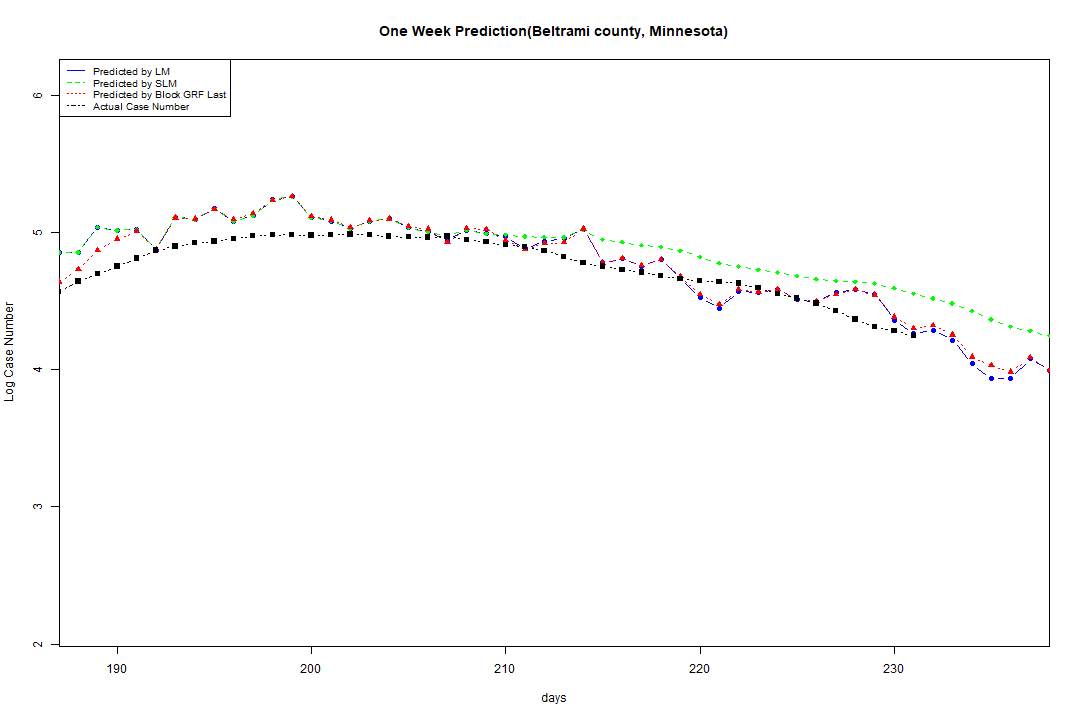 One Week Prediction(Beltrami county, Minnesota)
Predicted by LM
Predicted by SLM
Predicted by Block GRF Last
Actual Case Number
6
5
4
3
2
Log Case Number
190 200 210 220 230
days